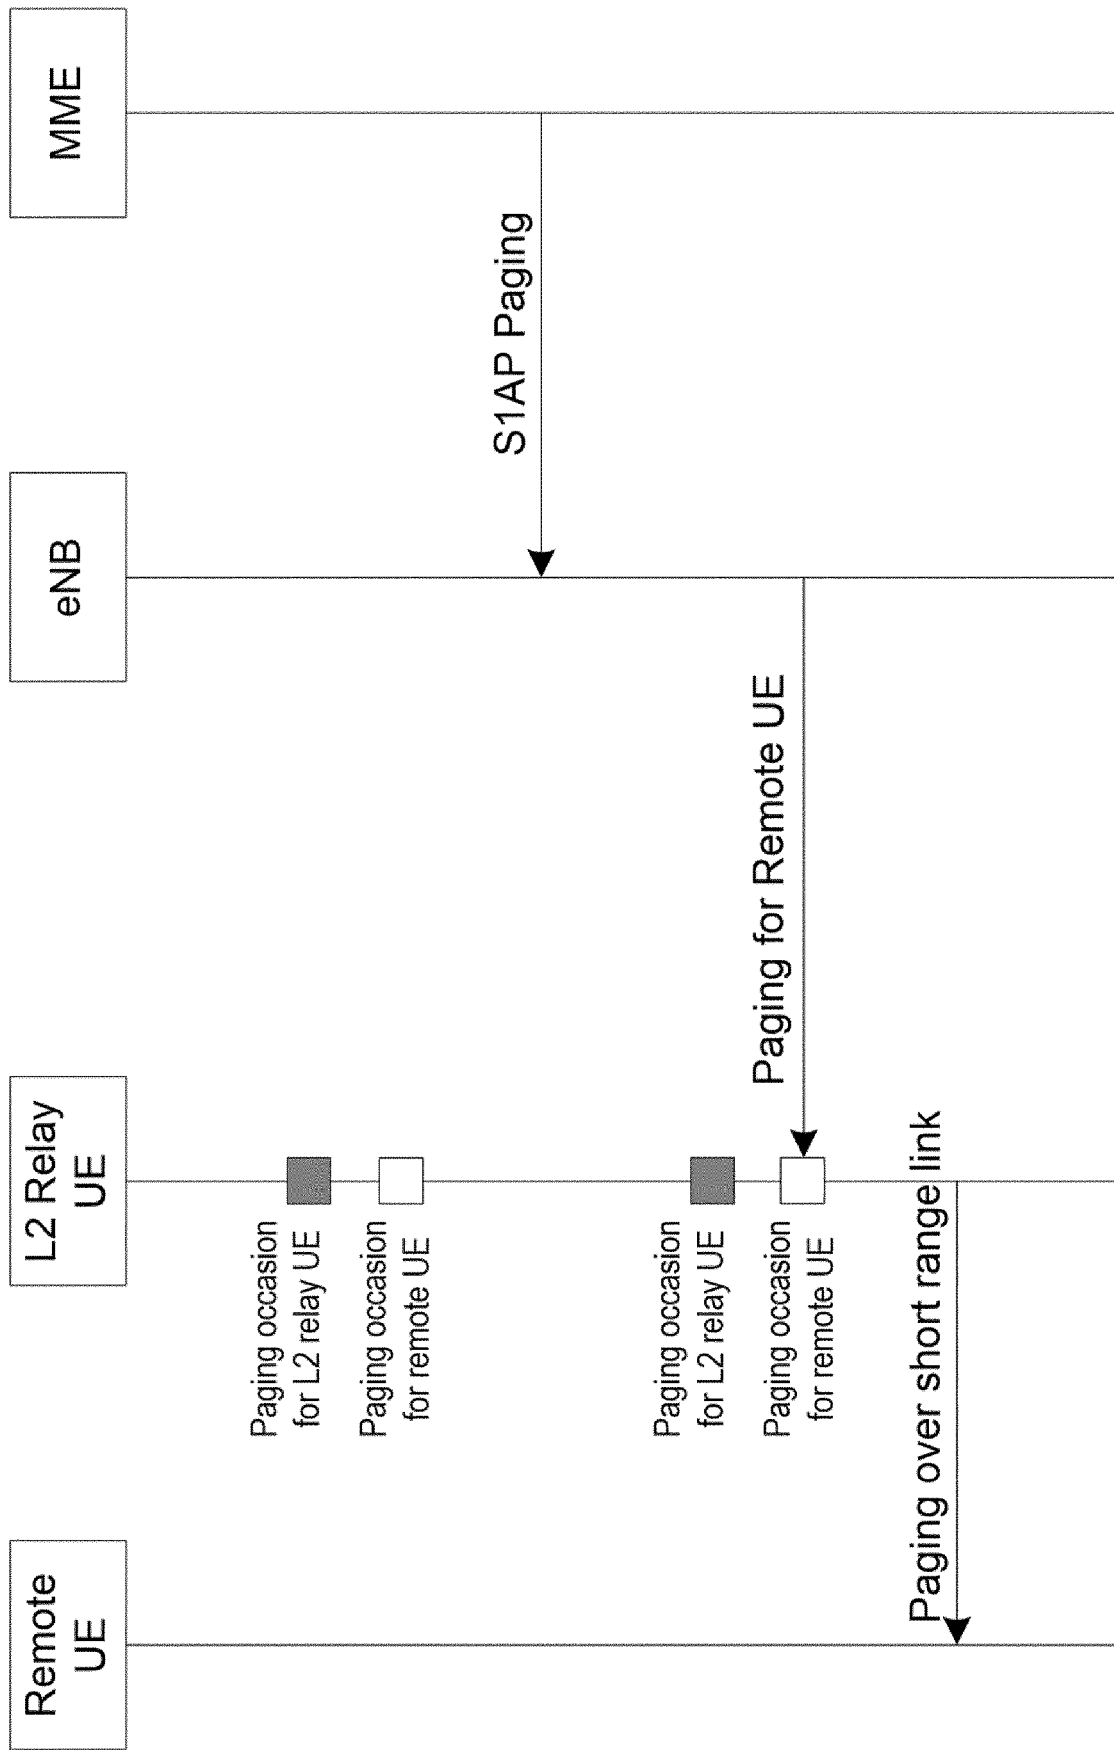 Remote
UE
L2 Relay
UE
eNB
MME
Paging occasion
for L2 relay UE
Paging occasion
for remote UE
S1AP Paging
Paging occasion
for L2 relay UE
Paging occasion
for remote UE
Paging for Remote UE
Paging over short range link